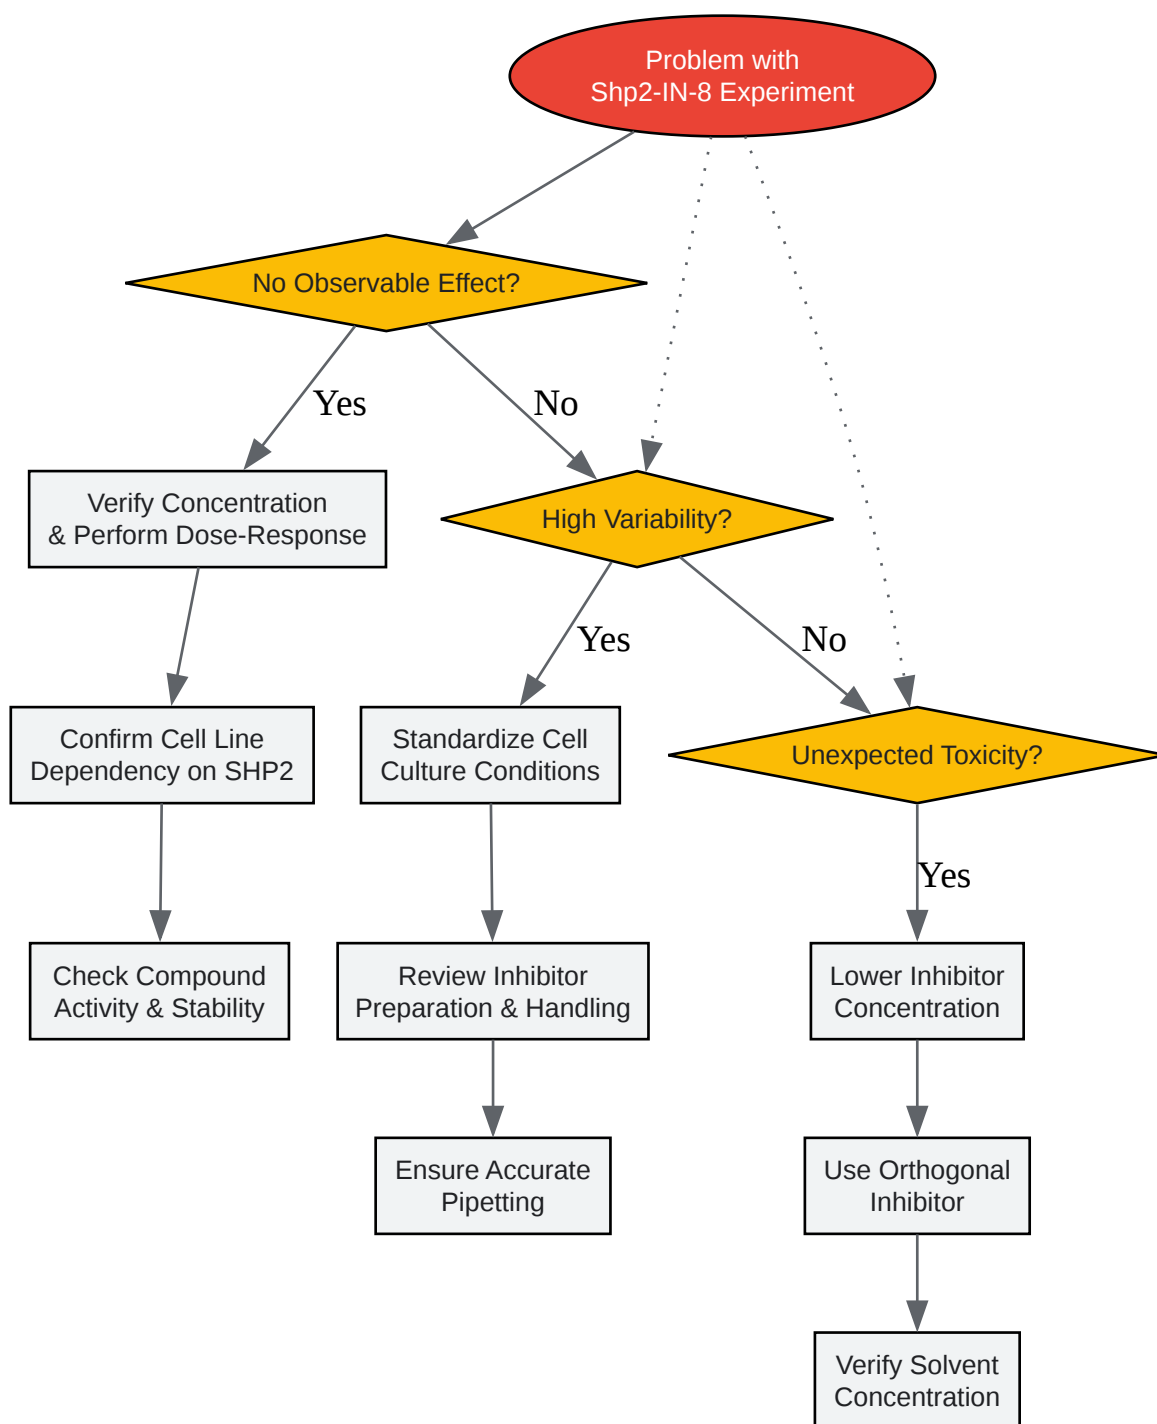 Problem with
Shp2-IN-8 Experiment
No Observable Effect?
Yes
No
Verify Concentration
& Perform Dose-Response
High Variability?
Yes
No
Confirm Cell Line
Dependency on SHP2
Standardize Cell
Culture Conditions
Unexpected Toxicity?
Yes
Check Compound
Activity & Stability
Review Inhibitor
Preparation & Handling
Lower Inhibitor
Concentration
Ensure Accurate
Pipetting
Use Orthogonal
Inhibitor
Verify Solvent
Concentration